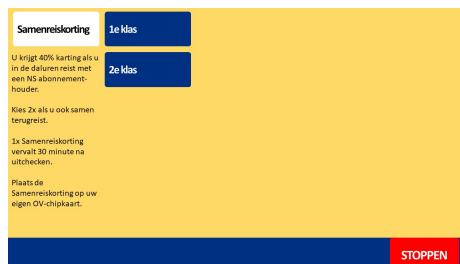 Samenreiskorting
1e klas
2e klas
U krijgt 40% karting als u
in de daluren reist met
een NS abonnement-
houder.
Kies 2x als u ook samen
terugreist.
1x Samenreiskorting
vervalt 30 minute na
uitchecken.
Plaats de
Samenreiskorting op uw
eigen OV-chipkaart.
STOPPEN